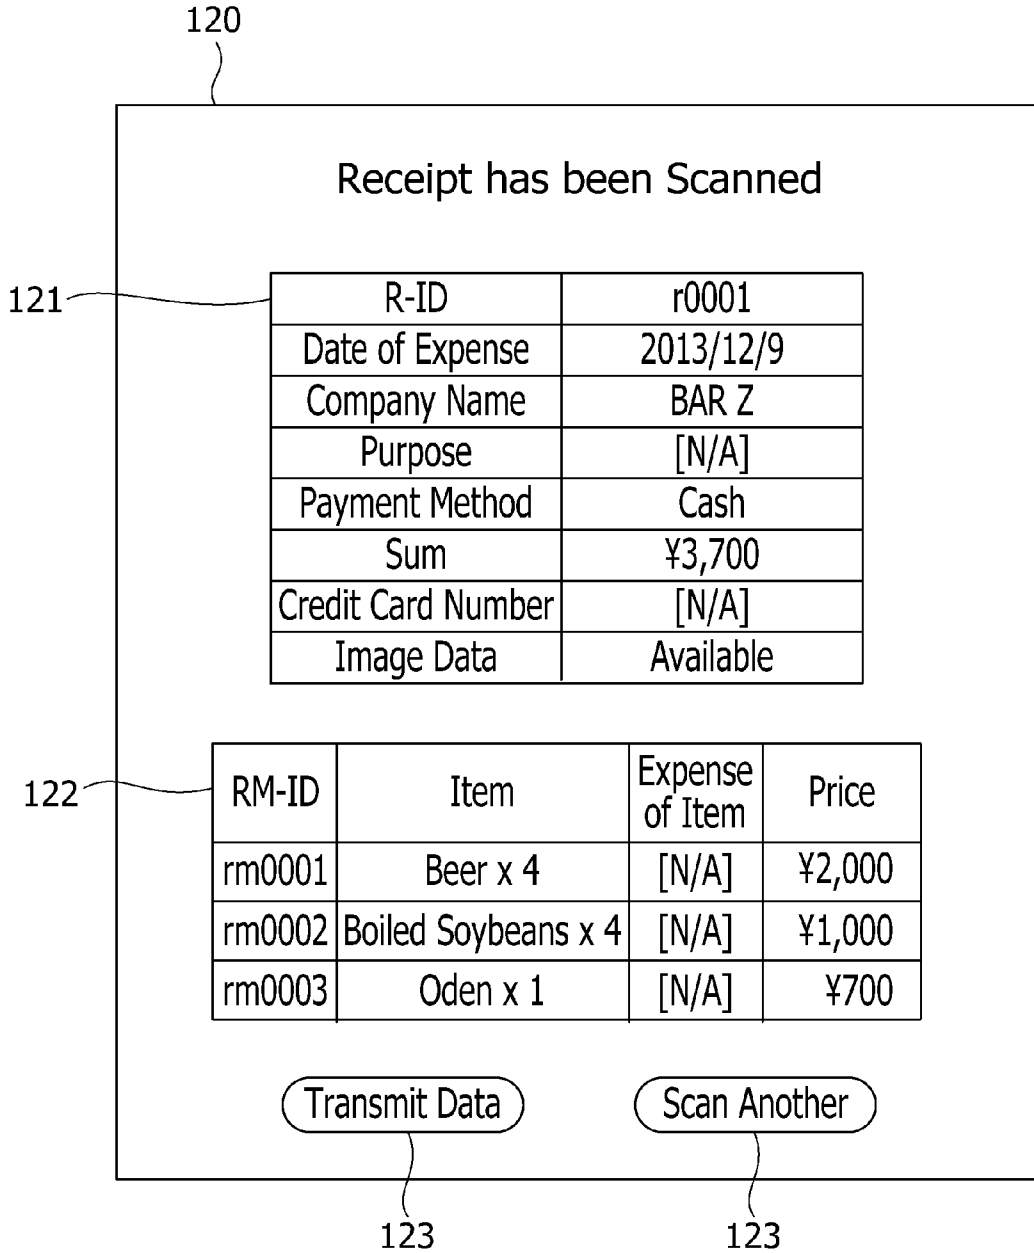 120
Receipt has been Scanned
121
R-ID r0001
Date of Expense 2013/12/9
Company Name BAR Z
Purpose [N/A]
Payment Method Cash
Sum ¥3,700
Credit Card Number [N/A]
Image Data Available
122
RM-ID Item Expense of Item Price
rm0001 Beer x 4 [N/A] ¥2,000
rm0002 Boiled Soybeans x 4 [N/A] ¥1,000
rm0003 Oden x 1 [N/A] ¥700
Transmit Data Scan Another
123 123